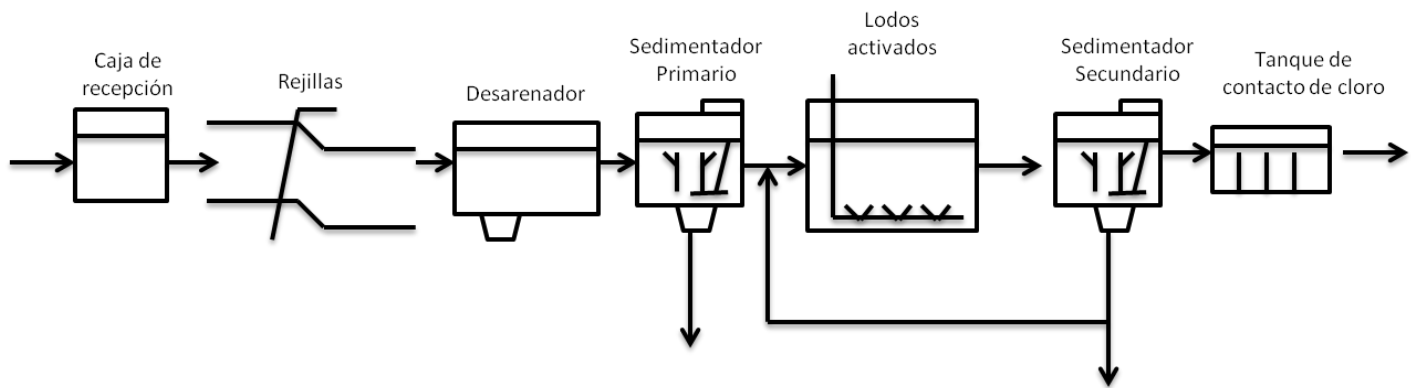 Caja de
recepción
Rejillas
Desarenador
Sedimentador
Primario
Lodos
activados
Sedimentador
Secundario
Tanque de
contacto de cloro